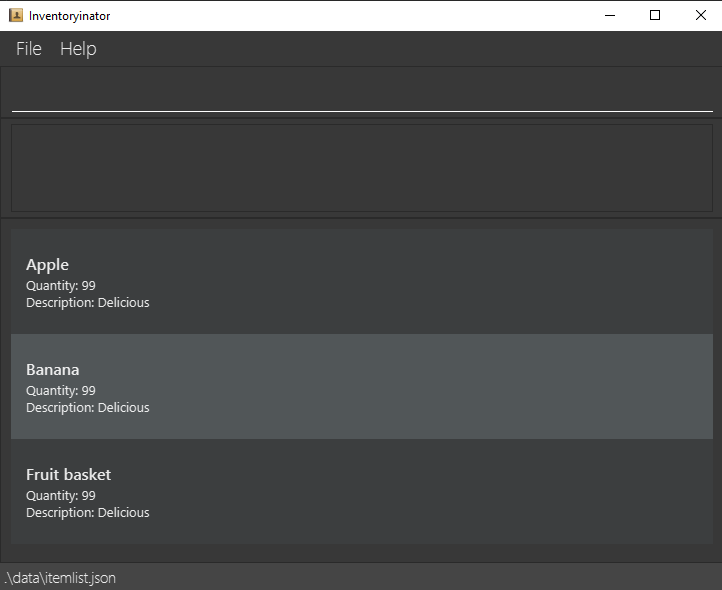 Inventoryinator
File Help
Apple
Quantity: 99
Description: Delicious
Banana
Quantity: 99
Description: Delicious
Fruit basket
Quantity: 99
Description: Delicious
.\data\itemlist.json